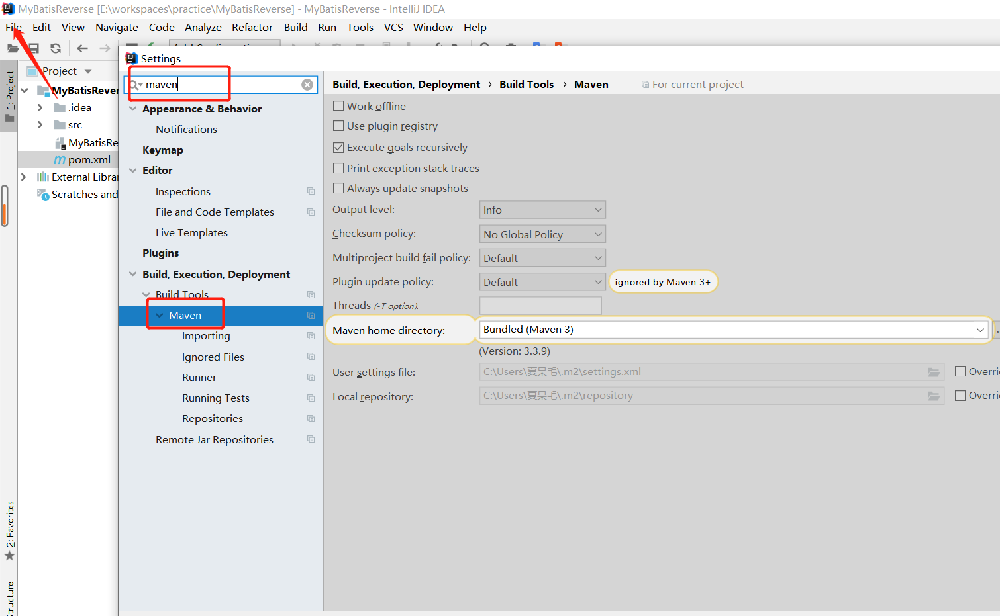 MyBatisReverse [E:\workspaces\practice\MyBatisReverse] - MyBatisReverse - IntelliJ IDEA
File Edit View Navigate Code Analyze Refactor Build Run Tools VCS Window Help
Settings
1: Project
Project
MyBatisRever
.idea
src
MyBatisRe
pom.xml
External Librar
Scratches and
2: Favorites
tructure
maven
Appearance & Behavior
Notifications
Keymap
Editor
Inspections
File and Code Templates
Live Templates
Plugins
Build, Execution, Deployment
Build Tools
Maven
Importing
Ignored Files
Runner
Running Tests
Repositories
Remote Jar Repositories
Build, Execution, Deployment › Build Tools › Maven For current project
Work offline
Use plugin registry
Execute goals recursively
Print exception stack traces
Always update snapshots
Output level: Info
Checksum policy: No Global Policy
Multiproject build fail policy: Default
Plugin update policy: Default ignored by Maven 3+
Threads (-T option).
Maven home directory: Bundled (Maven 3)
(Version: 3.3.9)
User settings file: C:\Users\夏呆毛\.m2\settings.xml Overri
Local repository: C:\Users\夏呆毛\.m2\repository Overri